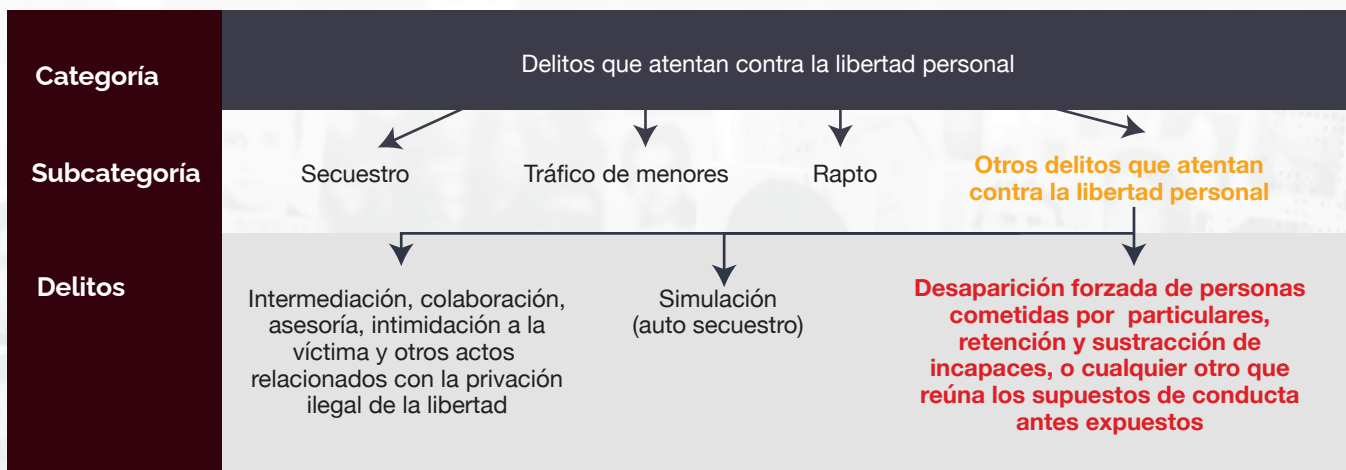 Categoría
Delitos que atentan contra la libertad personal
Subcategoría
Secuestro
Tráfico de menores
Rapto
Otros delitos que atentan
contra la libertad personal
Delitos
Intermediación, colaboración,
asesoría, intimidación a la
víctima y otros actos
relacionados con la privación
ilegal de la libertad
Simulación
(auto secuestro)
Desaparición forzada de personas
cometidas por particulares,
retención y sustracción de
incapaces, o cualquier otro que
reúna los supuestos de conducta
antes expuestos